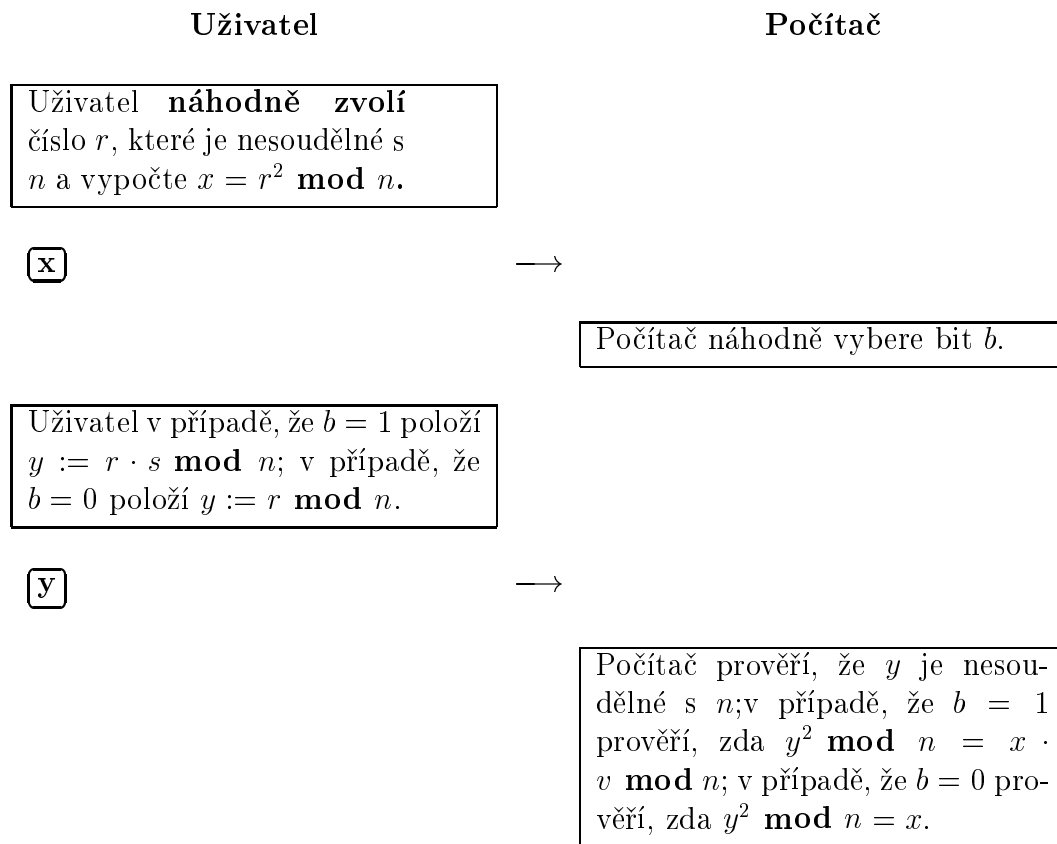 Uživatel Počítač
Uživatel náhodně zvolí
číslo r, které je nesoudělné s
n a vypočte x = r² mod n.
x ⟶
Počítač náhodně vybere bit b.
Uživatel v případě, že b = 1 položí
y := r · s mod n; v případě, že
b = 0 položí y := r mod n.
y ⟶
Počítač prověří, že y je nesou-
dělné s n;v případě, že b = 1
prověří, zda y² mod n = x ·
v mod n; v případě, že b = 0 pro-
věří, zda y² mod n = x.